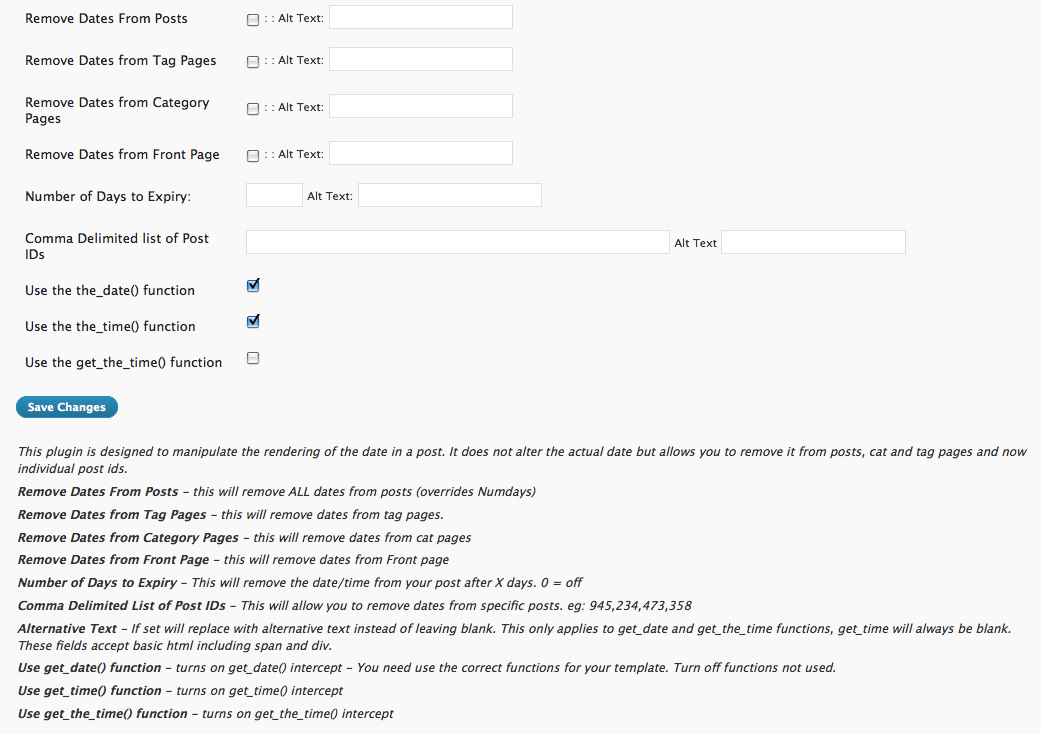 Remove Dates From Posts : : Alt Text:
Remove Dates from Tag Pages : : Alt Text:
Remove Dates from Category
Pages : : Alt Text:
Remove Dates from Front Page : : Alt Text:
Number of Days to Expiry: Alt Text:
Comma Delimited list of Post
IDs Alt Text
Use the the_date() function
Use the the_time() function
Use the get_the_time() function
Save Changes
This plugin is designed to manipulate the rendering of the date in a post. It does not alter the actual date but allows you to remove it from posts, cat and tag pages and now
individual post ids.
Remove Dates From Posts – this will remove ALL dates from posts (overrides Numdays)
Remove Dates from Tag Pages – this will remove dates from tag pages.
Remove Dates from Category Pages – this will remove dates from cat pages
Remove Dates from Front Page – this will remove dates from Front page
Number of Days to Expiry – This will remove the date/time from your post after X days. 0 = off
Comma Delimited List of Post IDs – This will allow you to remove dates from specific posts. eg: 945,234,473,358
Alternative Text – If set will replace with alternative text instead of leaving blank. This only applies to get_date and get_the_time functions, get_time will always be blank.
These fields accept basic html including span and div.
Use get_date() function – turns on get_date() intercept – You need use the correct functions for your template. Turn off functions not used.
Use get_time() function – turns on get_time() intercept
Use get_the_time() function – turns on get_the_time() intercept